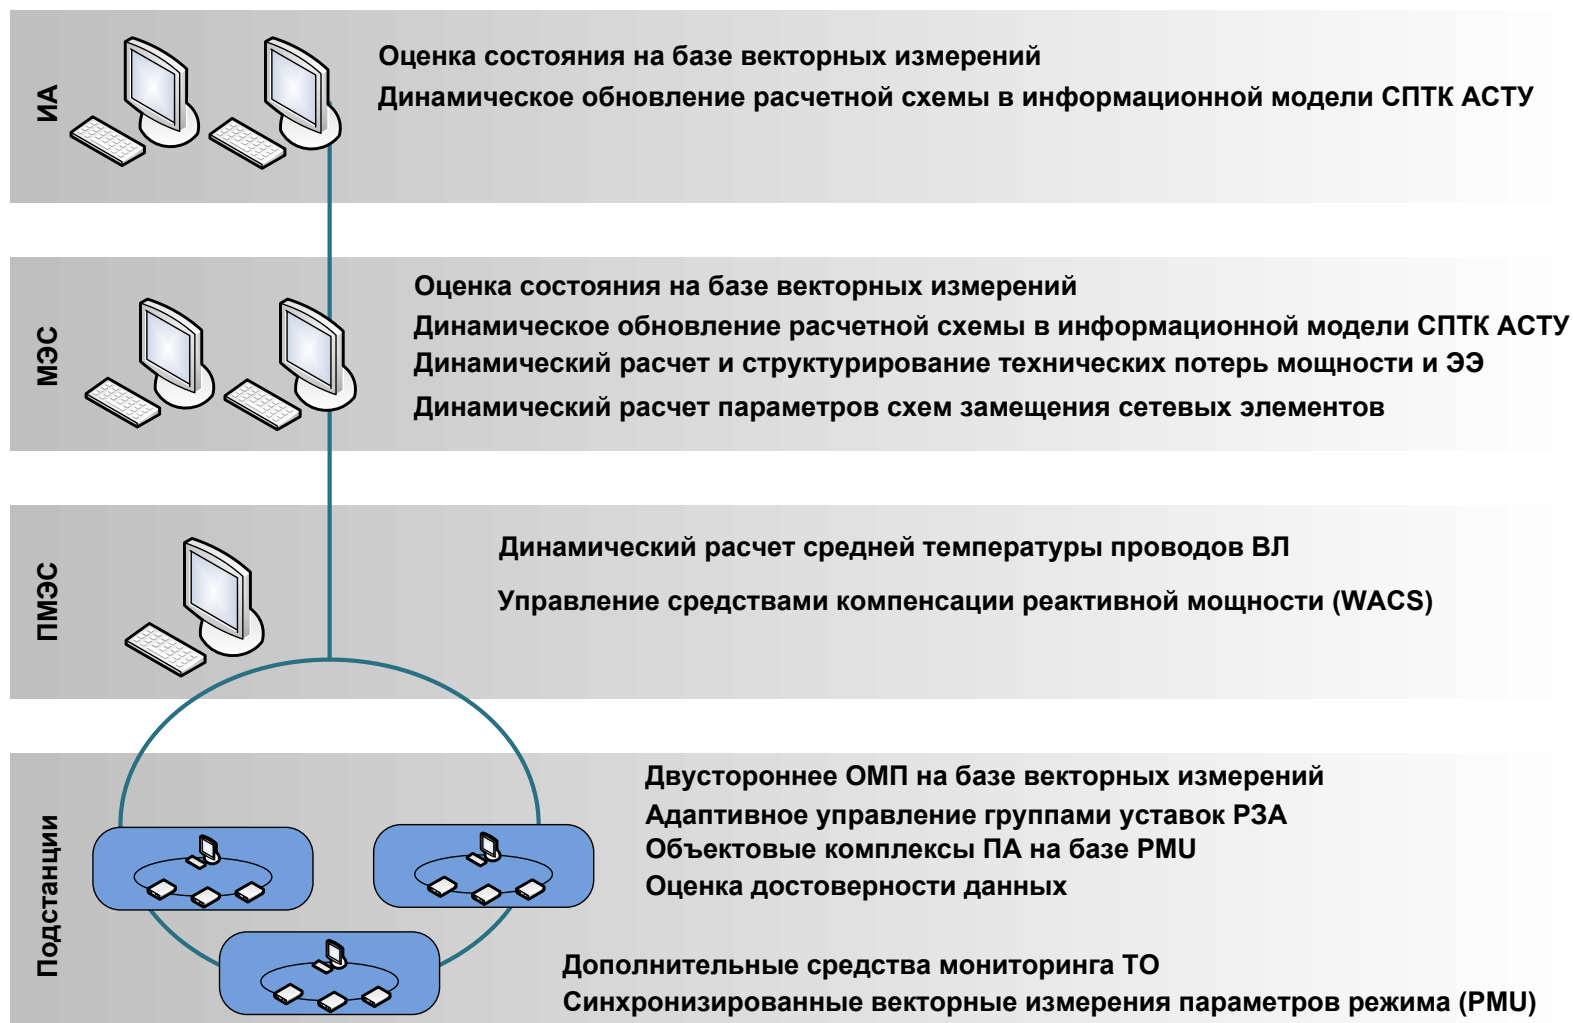 ИА
Оценка состояния на базе векторных измерений
Динамическое обновление расчетной схемы в информационной модели СПТК АСТУ
МЭС
Оценка состояния на базе векторных измерений
Динамическое обновление расчетной схемы в информационной модели СПТК АСТУ
Динамический расчет и структурирование технических потерь мощности и ЭЭ
Динамический расчет параметров схем замещения сетевых элементов
ПМЭС
Динамический расчет средней температуры проводов ВЛ
Управление средствами компенсации реактивной мощности (WACS)
Подстанции
Двустороннее ОМП на базе векторных измерений
Адаптивное управление группами уставок РЗА
Объектовые комплексы ПА на базе PMU
Оценка достоверности данных
Дополнительные средства мониторинга ТО
Синхронизированные векторные измерения параметров режима (PMU)